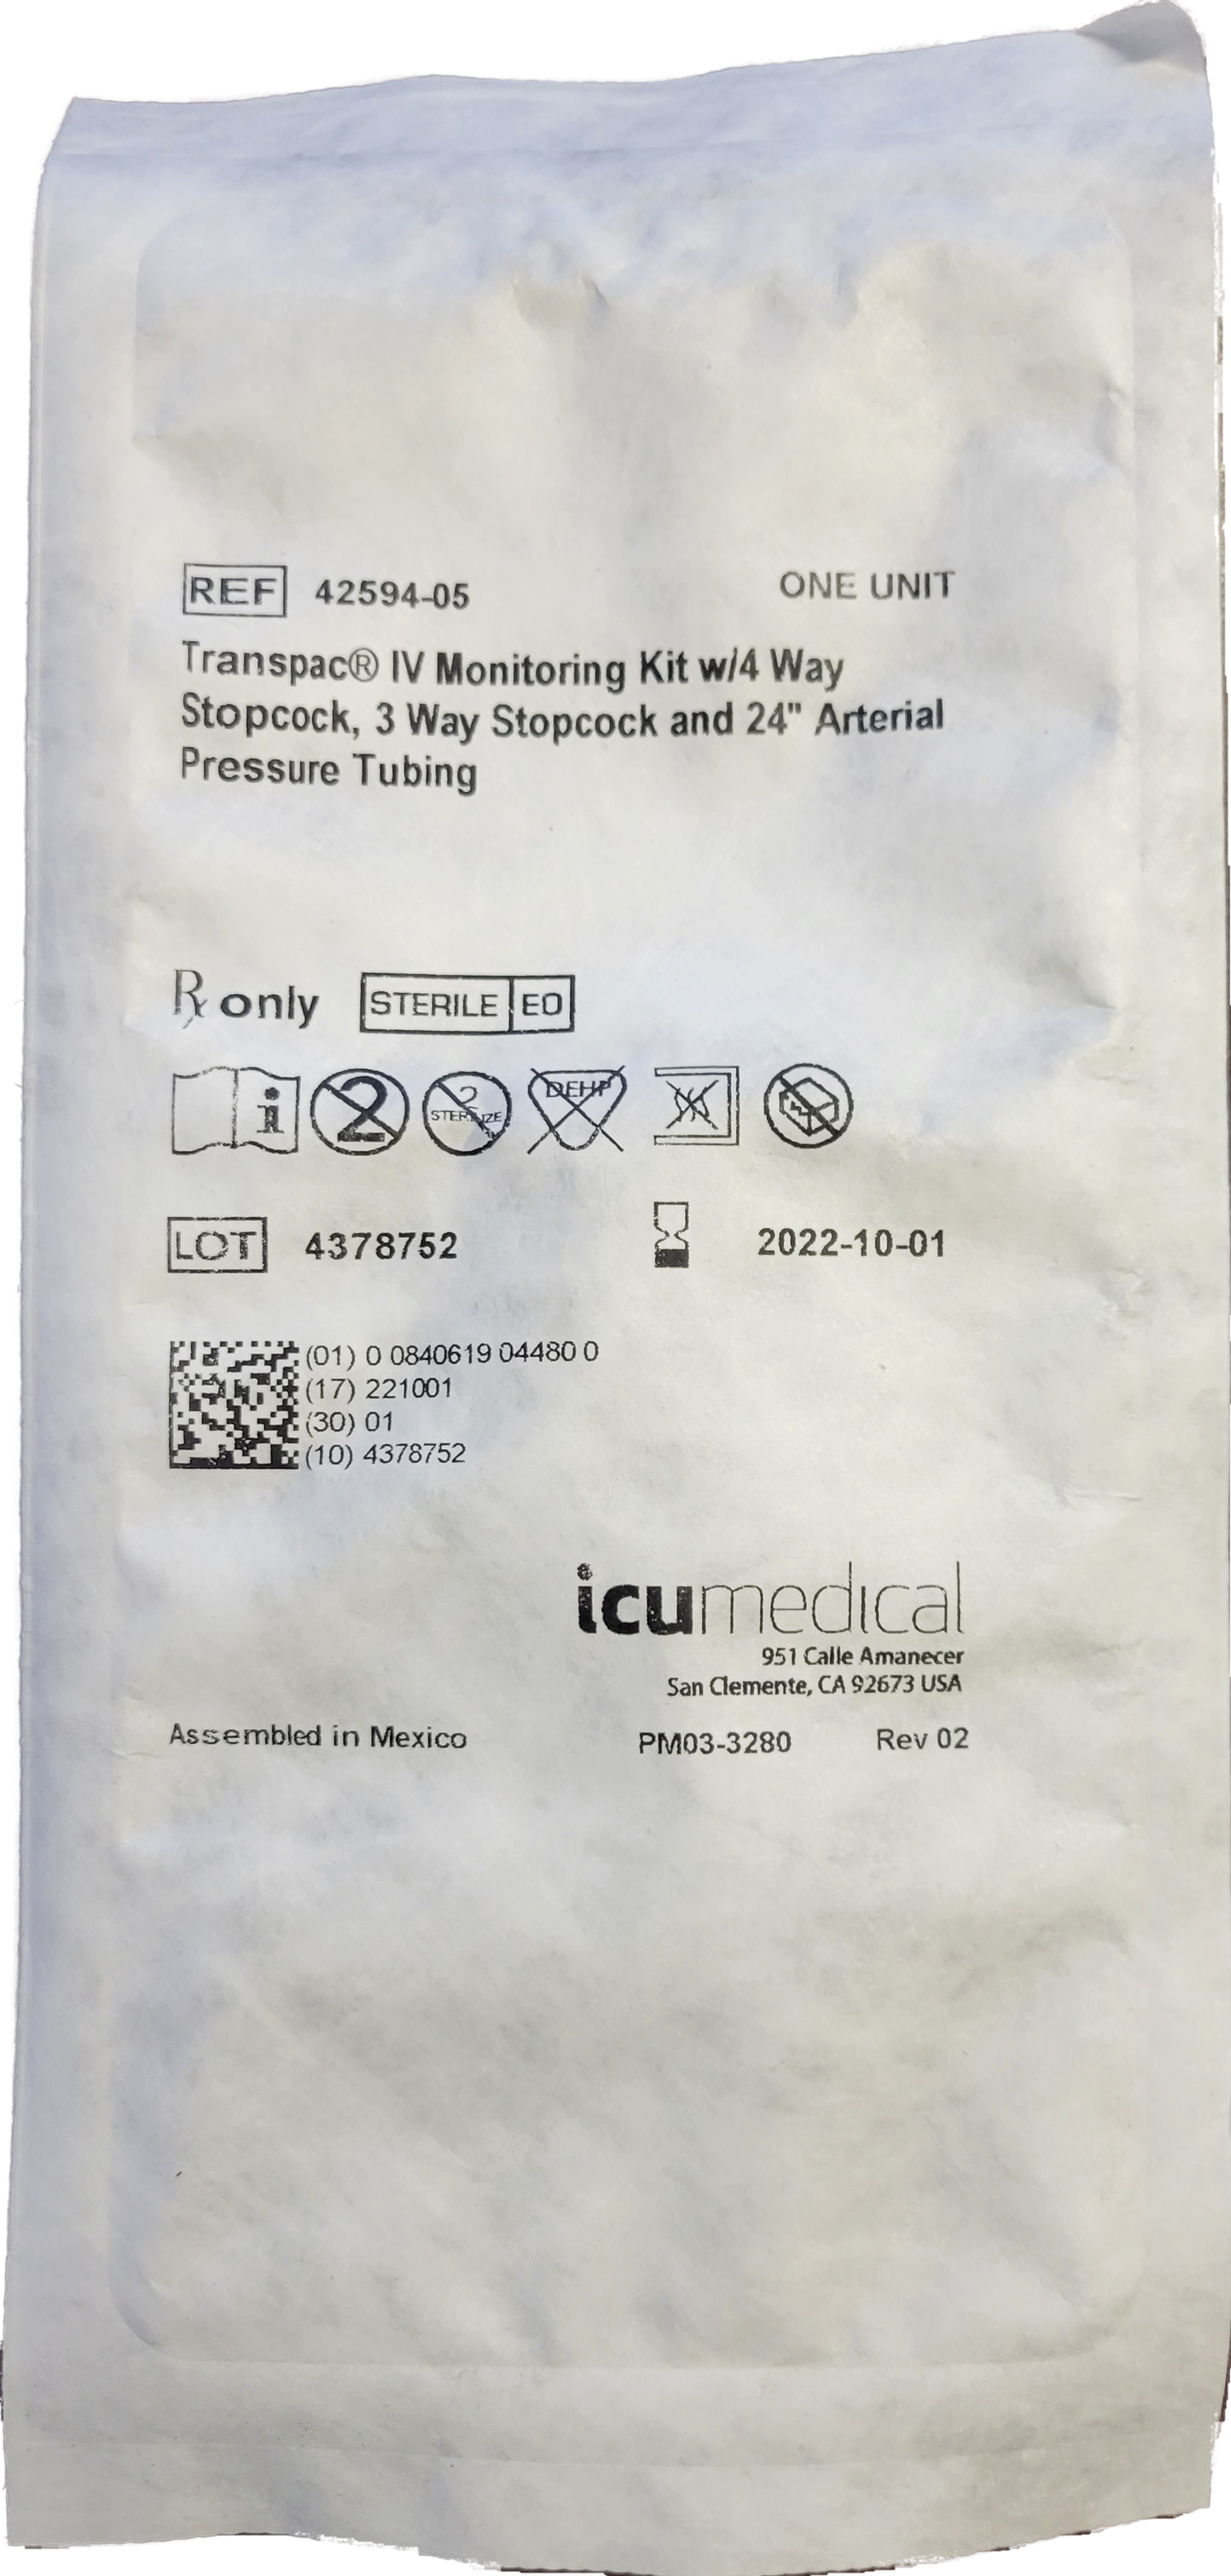 REF 42594-05 ONE UNIT
Transpac® IV Monitoring Kit w/4 Way
Stopcock, 3 Way Stopcock and 24" Arterial
Pressure Tubing
Rx only STERILE EO
i 2 2 STERILIZE DEHP
LOT 4378752 2022-10-01
(01) 0 0840619 04480 0
(17) 221001
(30) 01
(10) 4378752
icumedical
951 Calle Amanecer
San Clemente, CA 92673 USA
Assembled in Mexico PM03-3280 Rev 02